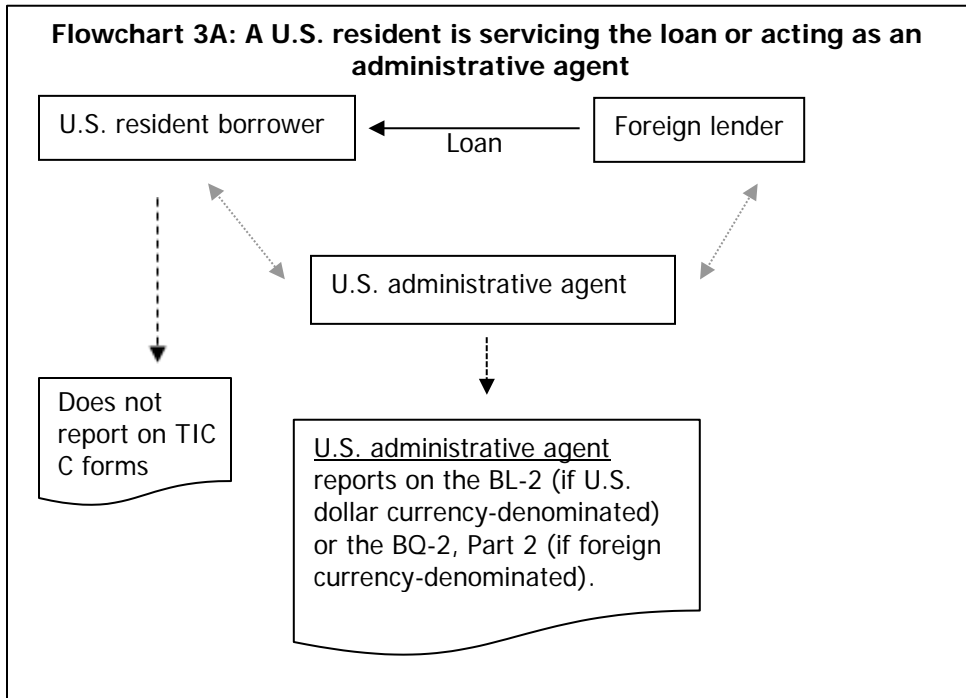 Flowchart 3A: A U.S. resident is servicing the loan or acting as an
administrative agent
U.S. resident borrower
Foreign lender
Loan
U.S. administrative agent
Does not
report on TIC
C forms
U.S. administrative agent
reports on the BL-2 (if U.S.
dollar currency-denominated)
or the BQ-2, Part 2 (if foreign
currency-denominated).